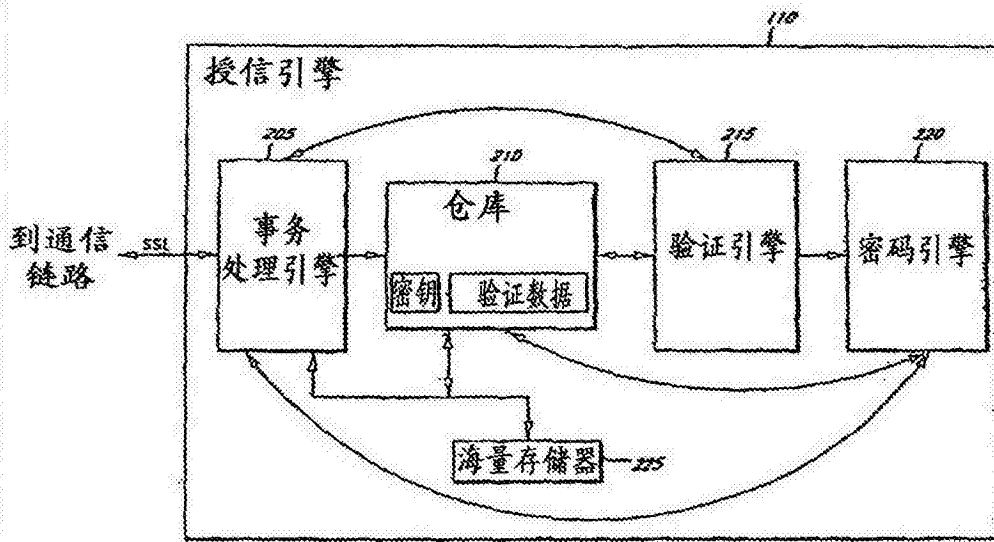 110
授信引擎
205
210
215
220
仓库
事务
处理引擎
到通信
链路
SSL
验证引擎
密码引擎
密钥
验证数据
海量存储器
225